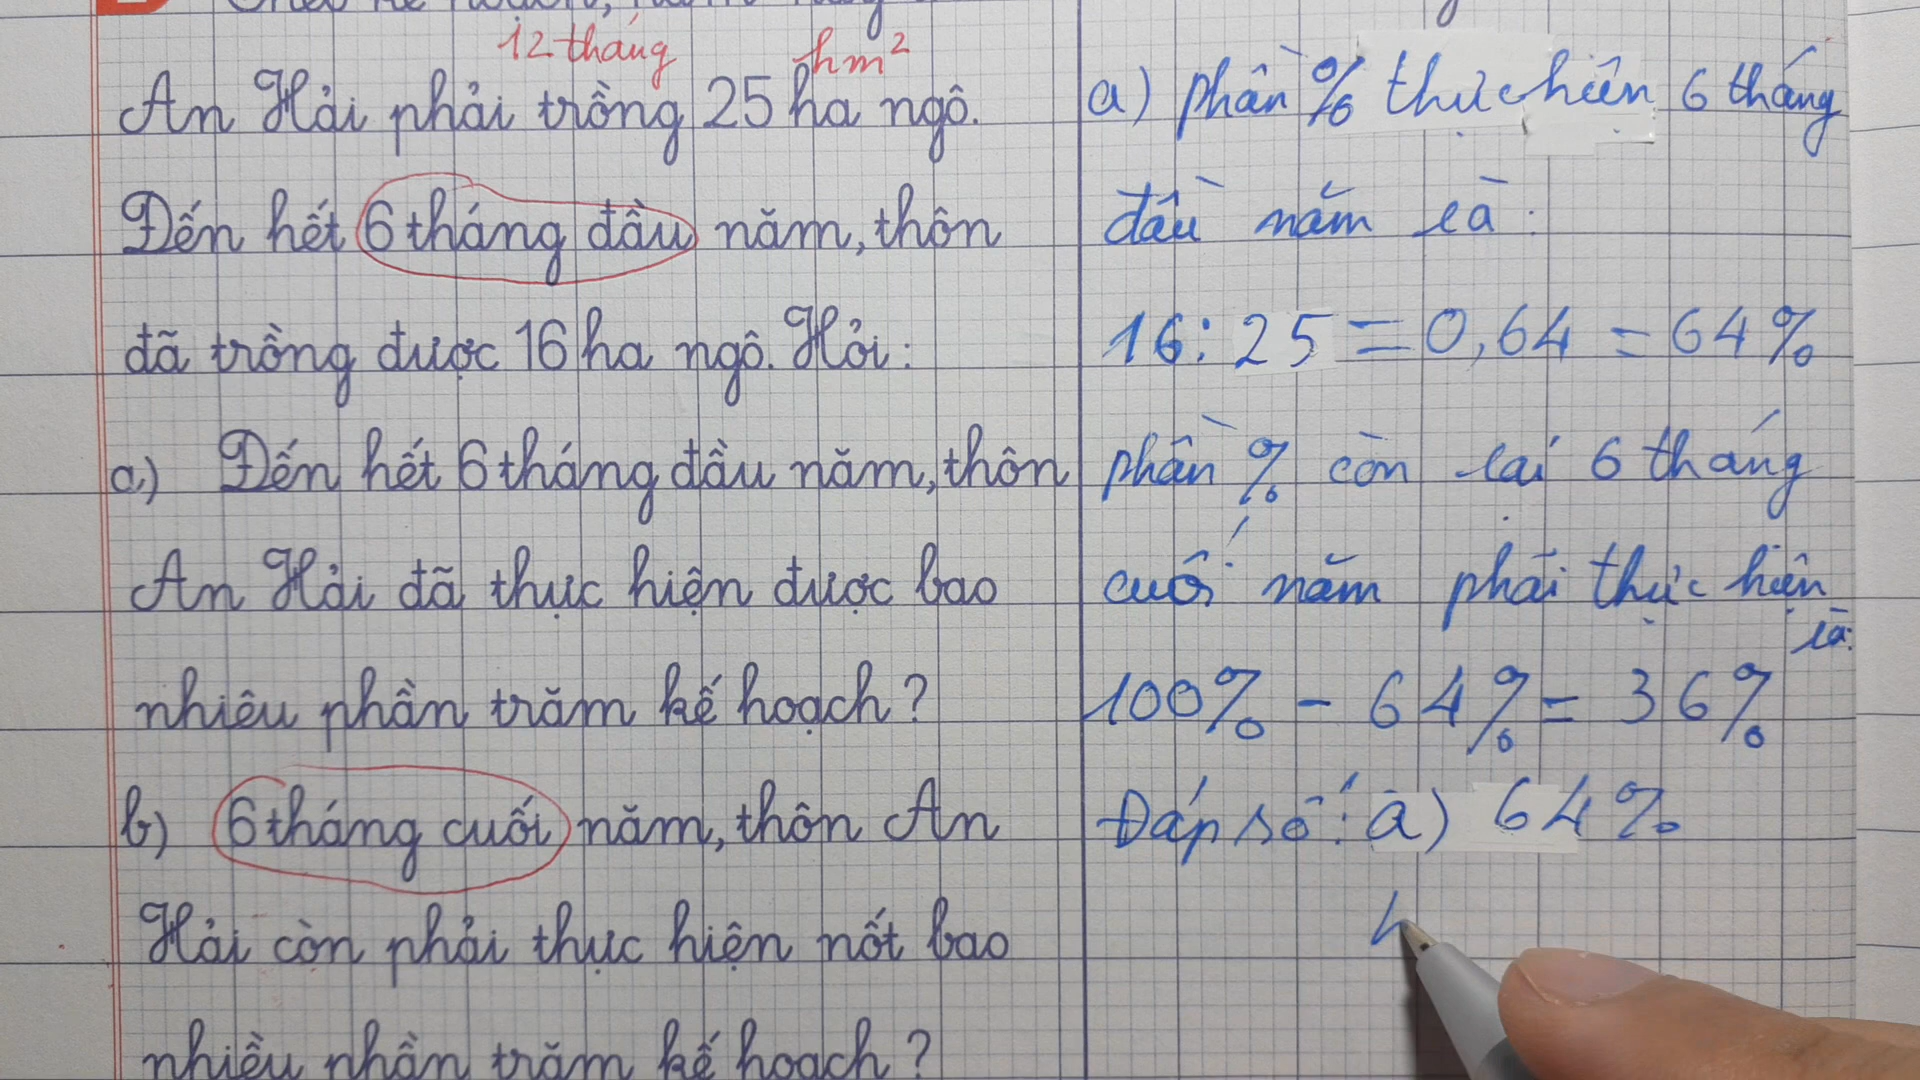 12 tháng
hm²
An Hải phải trồng 25 ha ngô.
Đến hết 6 tháng đầu năm, thôn
đã trồng được 16 ha ngô. Hỏi:
a) Đến hết 6 tháng đầu năm, thôn
An Hải đã thực hiện được bao
nhiêu phần trăm kế hoạch?
b) 6 tháng cuối năm, thôn An
Hải còn phải thực hiện nốt bao
nhiêu phần trăm kế hoạch?
a) phần % thực hiện 6 tháng
đầu năm là:
16 : 25 = 0,64 = 64%
phần % còn lại 6 tháng
cuối năm phải thực hiện
là:
100% - 64% = 36%
Đáp số: a) 64%